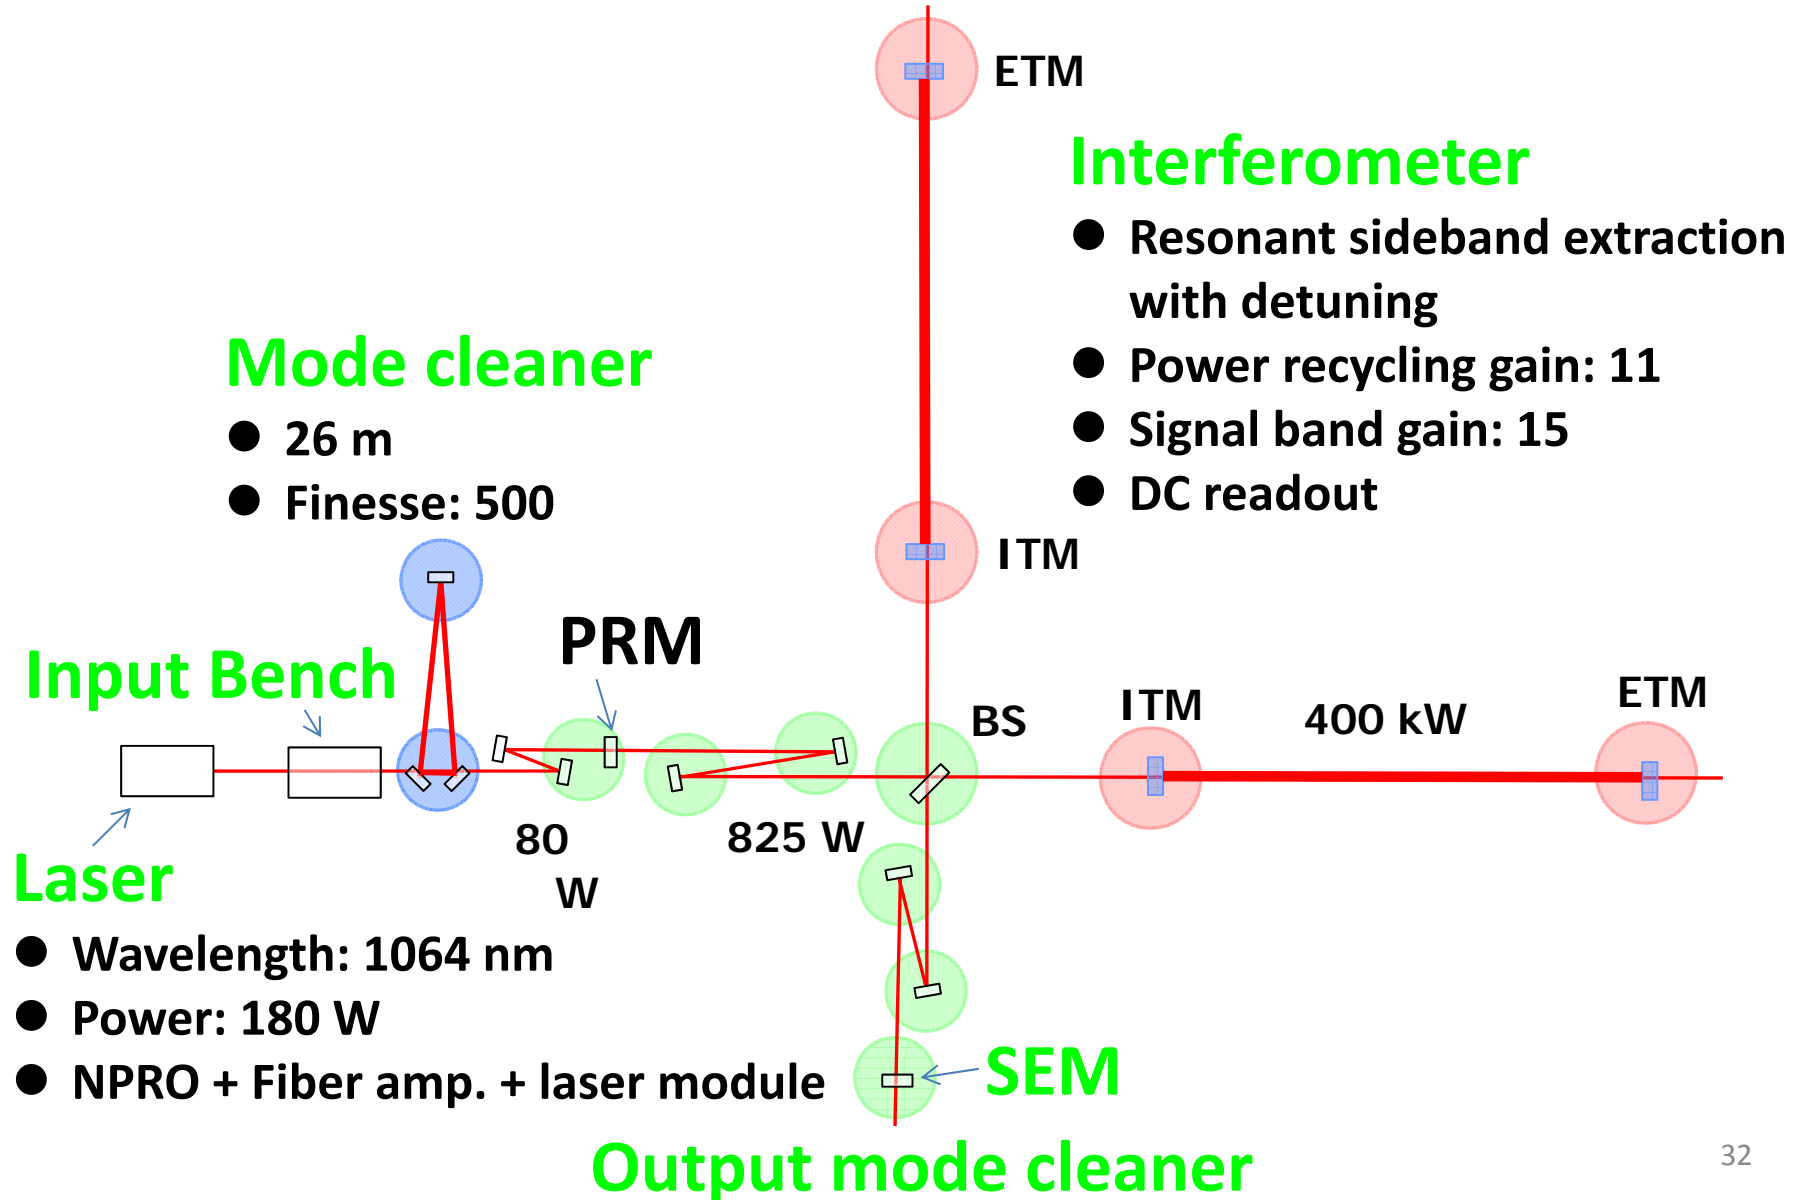 ETM
Interferometer
● Resonant sideband extraction
with detuning
● Power recycling gain: 11
● Signal band gain: 15
● DC readout
Mode cleaner
● 26 m
● Finesse: 500
ITM
PRM
Input Bench
BS
ITM
400 kW
ETM
80
W
825 W
Laser
● Wavelength: 1064 nm
● Power: 180 W
● NPRO + Fiber amp. + laser module
SEM
Output mode cleaner
32